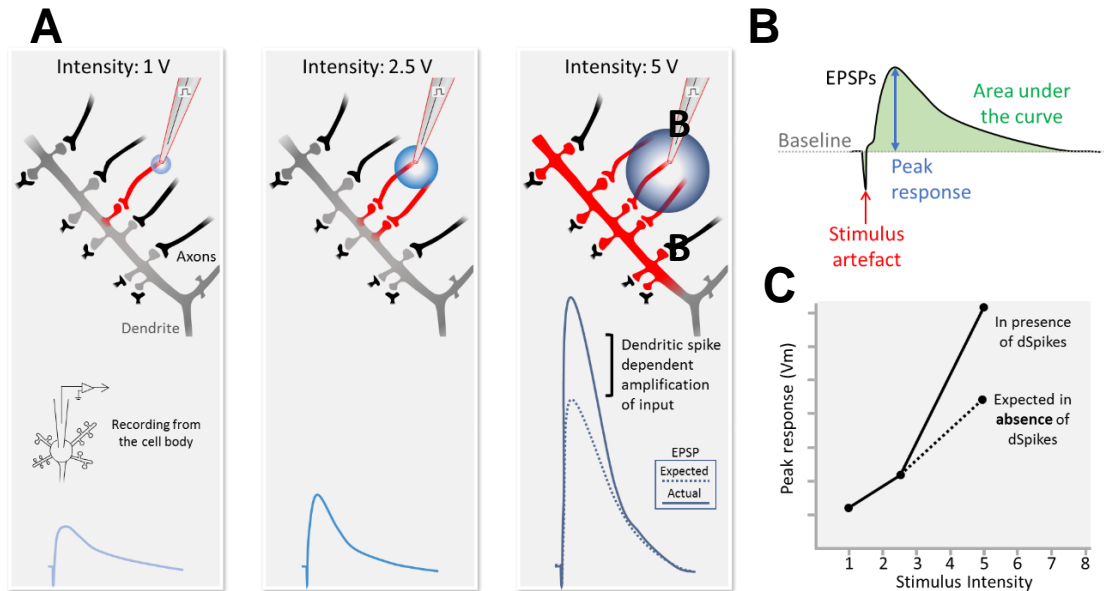 A
Intensity: 1 V
Axons
Dendrite
Recording from
the cell body
Intensity: 2.5 V
Intensity: 5 V
B
B
Dendritic spike
dependent
amplification
of input
EPSP
Expected
Actual
B
EPSPs
Area under
the curve
Baseline
Peak
response
Stimulus
artefact
C
Peak response (Vm)
In presence
of dSpikes
Expected in
absence of
dSpikes
1 2 3 4 5 6 7 8
Stimulus Intensity